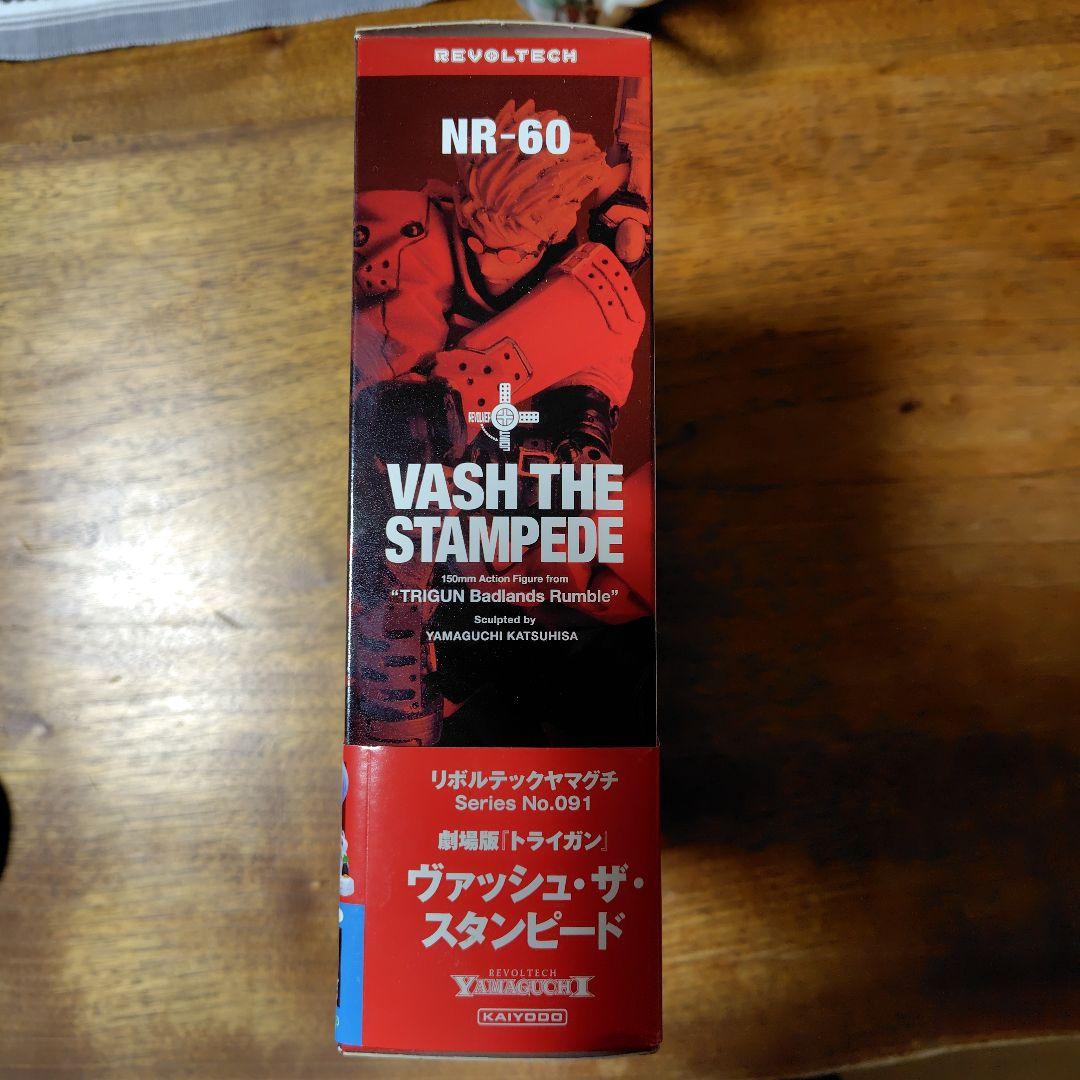 REVOLTECH
NR-60
REVOLVER
VASH THE
STAMPEDE
150mm Action Figure from
“TRIGUN Badlands Rumble”
Sculpted by
YAMAGUCHI KATSUHISA
リボルテックヤマグチ
Series No.091
劇場版『トライガン』
ヴァッシュ・ザ・
スタンピード
REVOLTECH
YAMAGUCHI
KAIYODO